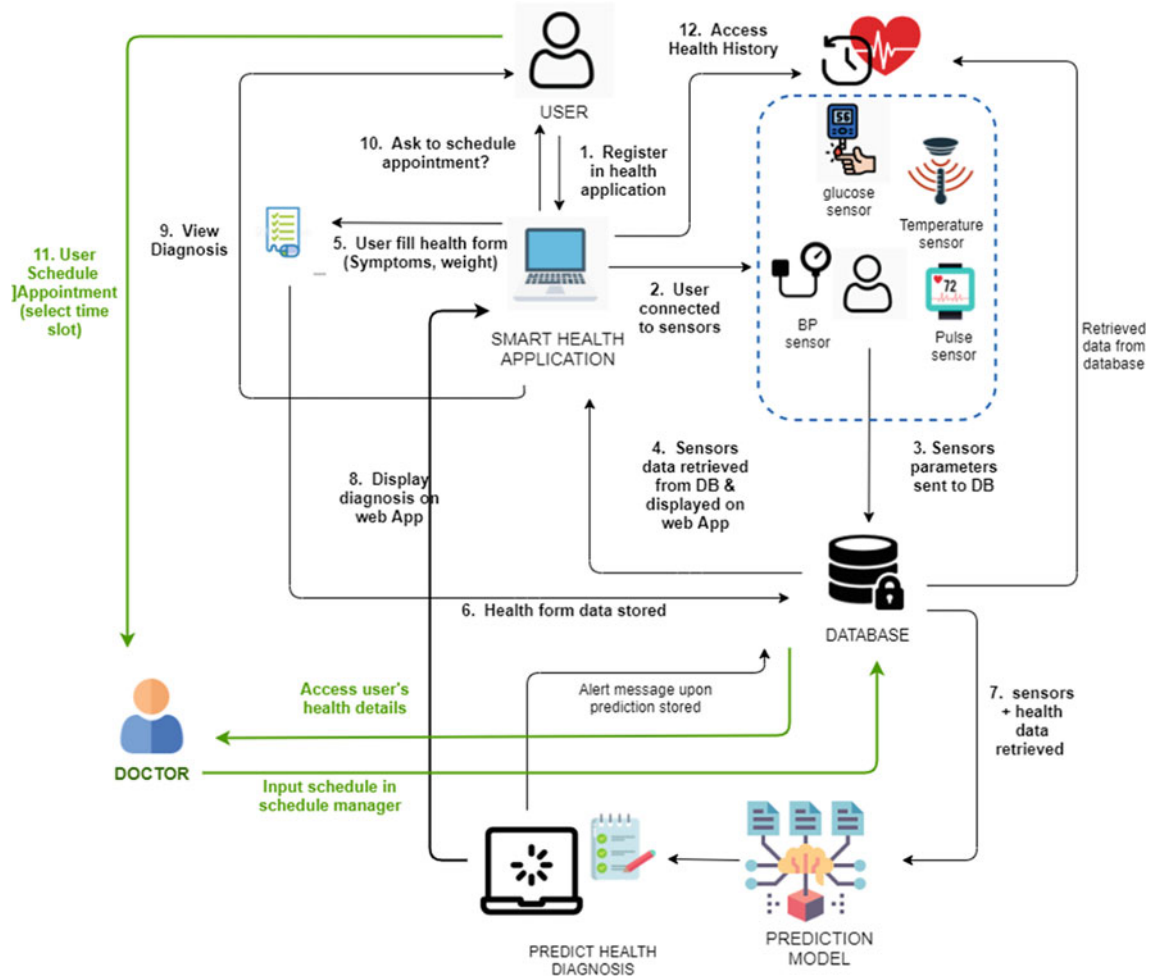 12. Access
Health History
USER
56
glucose
sensor
Temperature
sensor
10. Ask to schedule
appointment?
1. Register
in health
application
9. View
Diagnosis
5. User fill health form
(Symptoms, weight)
11. User
Schedule
]Appointment
(select time
slot)
2. User
connected
to sensors
BP
sensor
72
Pulse
sensor
SMART HEALTH
APPLICATION
Retrieved
data from
database
8. Display
diagnosis on
web App
4. Sensors
data retrieved
from DB &
displayed on
web App
3. Sensors
parameters
sent to DB
6. Health form data stored
DATABASE
Access user's
health details
Alert message upon
prediction stored
7. sensors
+ health
data
retrieved
DOCTOR
Input schedule in
schedule manager
PREDICT HEALTH
DIAGNOSIS
PREDICTION
MODEL